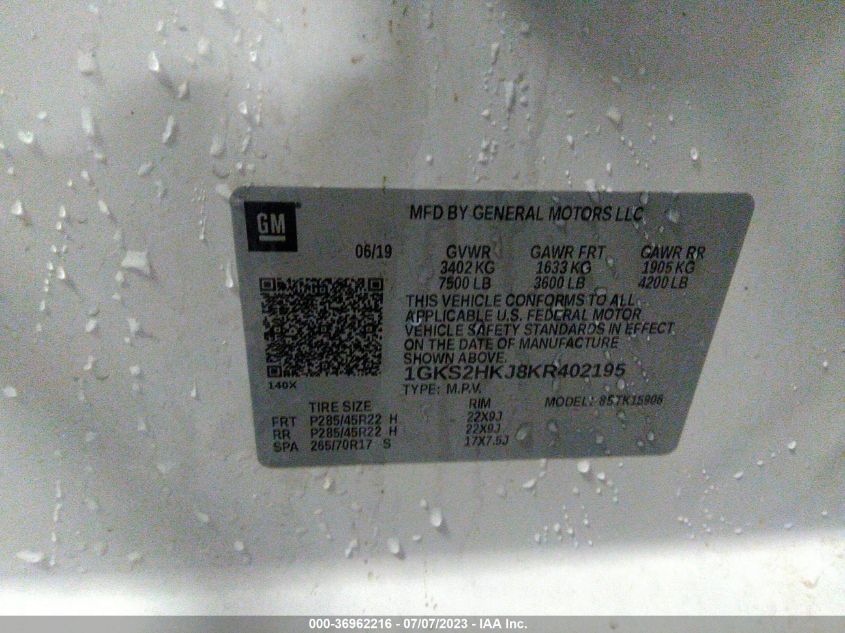 GM
MFD BY GENERAL MOTORS LLC
06/19 GVWR GAWR FRT GAWR RR
3402 KG 1633 KG 1905 KG
7500 LB 3600 LB 4200 LB
THIS VEHICLE CONFORMS TO ALL
APPLICABLE U.S. FEDERAL MOTOR
VEHICLE SAFETY STANDARDS IN EFFECT
ON THE DATE OF MANUFACTURE
SHOWN ABOVE.
140X
1GKS2HKJ8KR402195
TYPE: M.P.V. MODEL:
TIRE SIZE RIM
FRT P285/45R22 H 22X9J
RR P285/45R22 H 22X9J
SPA 265/70R17 S 17X7.5J
000-36962216 - 07/07/2023 - IAA Inc.